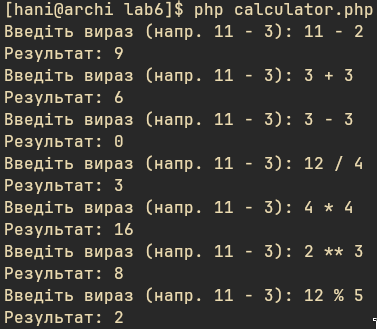 [hani@archi lab6]$ php calculator.php
Введіть вираз (напр. 11 - 3): 11 - 2
Результат: 9
Введіть вираз (напр. 11 - 3): 3 + 3
Результат: 6
Введіть вираз (напр. 11 - 3): 3 - 3
Результат: 0
Введіть вираз (напр. 11 - 3): 12 / 4
Результат: 3
Введіть вираз (напр. 11 - 3): 4 * 4
Результат: 16
Введіть вираз (напр. 11 - 3): 2 ** 3
Результат: 8
Введіть вираз (напр. 11 - 3): 12 % 5
Результат: 2